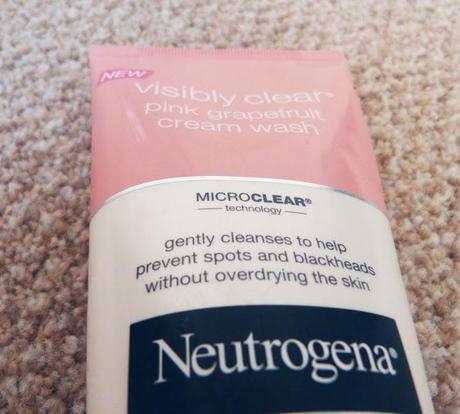 NEW
visibly clear®
pink grapefruit
cream wash
MICROCLEAR®
technology
gently cleanses to help
prevent spots and blackheads
without overdrying the skin
Neutrogena®